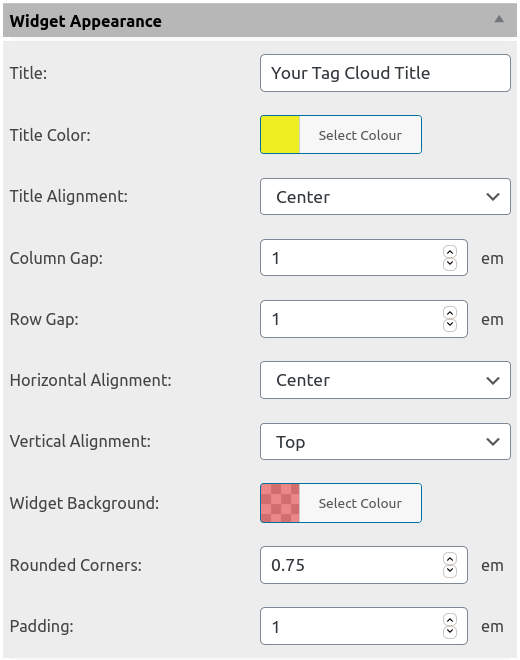 Widget Appearance
Title: Your Tag Cloud Title
Title Color: Select Colour
Title Alignment: Center
Column Gap: 1 em
Row Gap: 1 em
Horizontal Alignment: Center
Vertical Alignment: Top
Widget Background: Select Colour
Rounded Corners: 0.75 em
Padding: 1 em